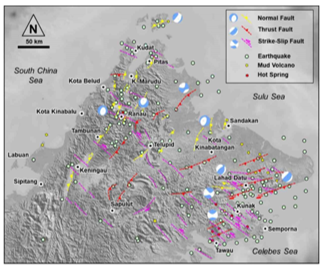 N
50 km
Normal Fault
Thrust Fault
Strike-Slip Fault
Earthquake
Mud Volcano
Hot Spring
South China
Sea
Sulu Sea
Kudat
Pitas
Kota Belud
K.Marudu
Kota Kinabalu
Ranau
Sandakan
Tambunan
Kota
Kinabatangan
Labuan
Telupid
Keningau
Sipitang
Lahad Datu
Sapulut
Kunak
Semporna
Tawau
Celebes Sea